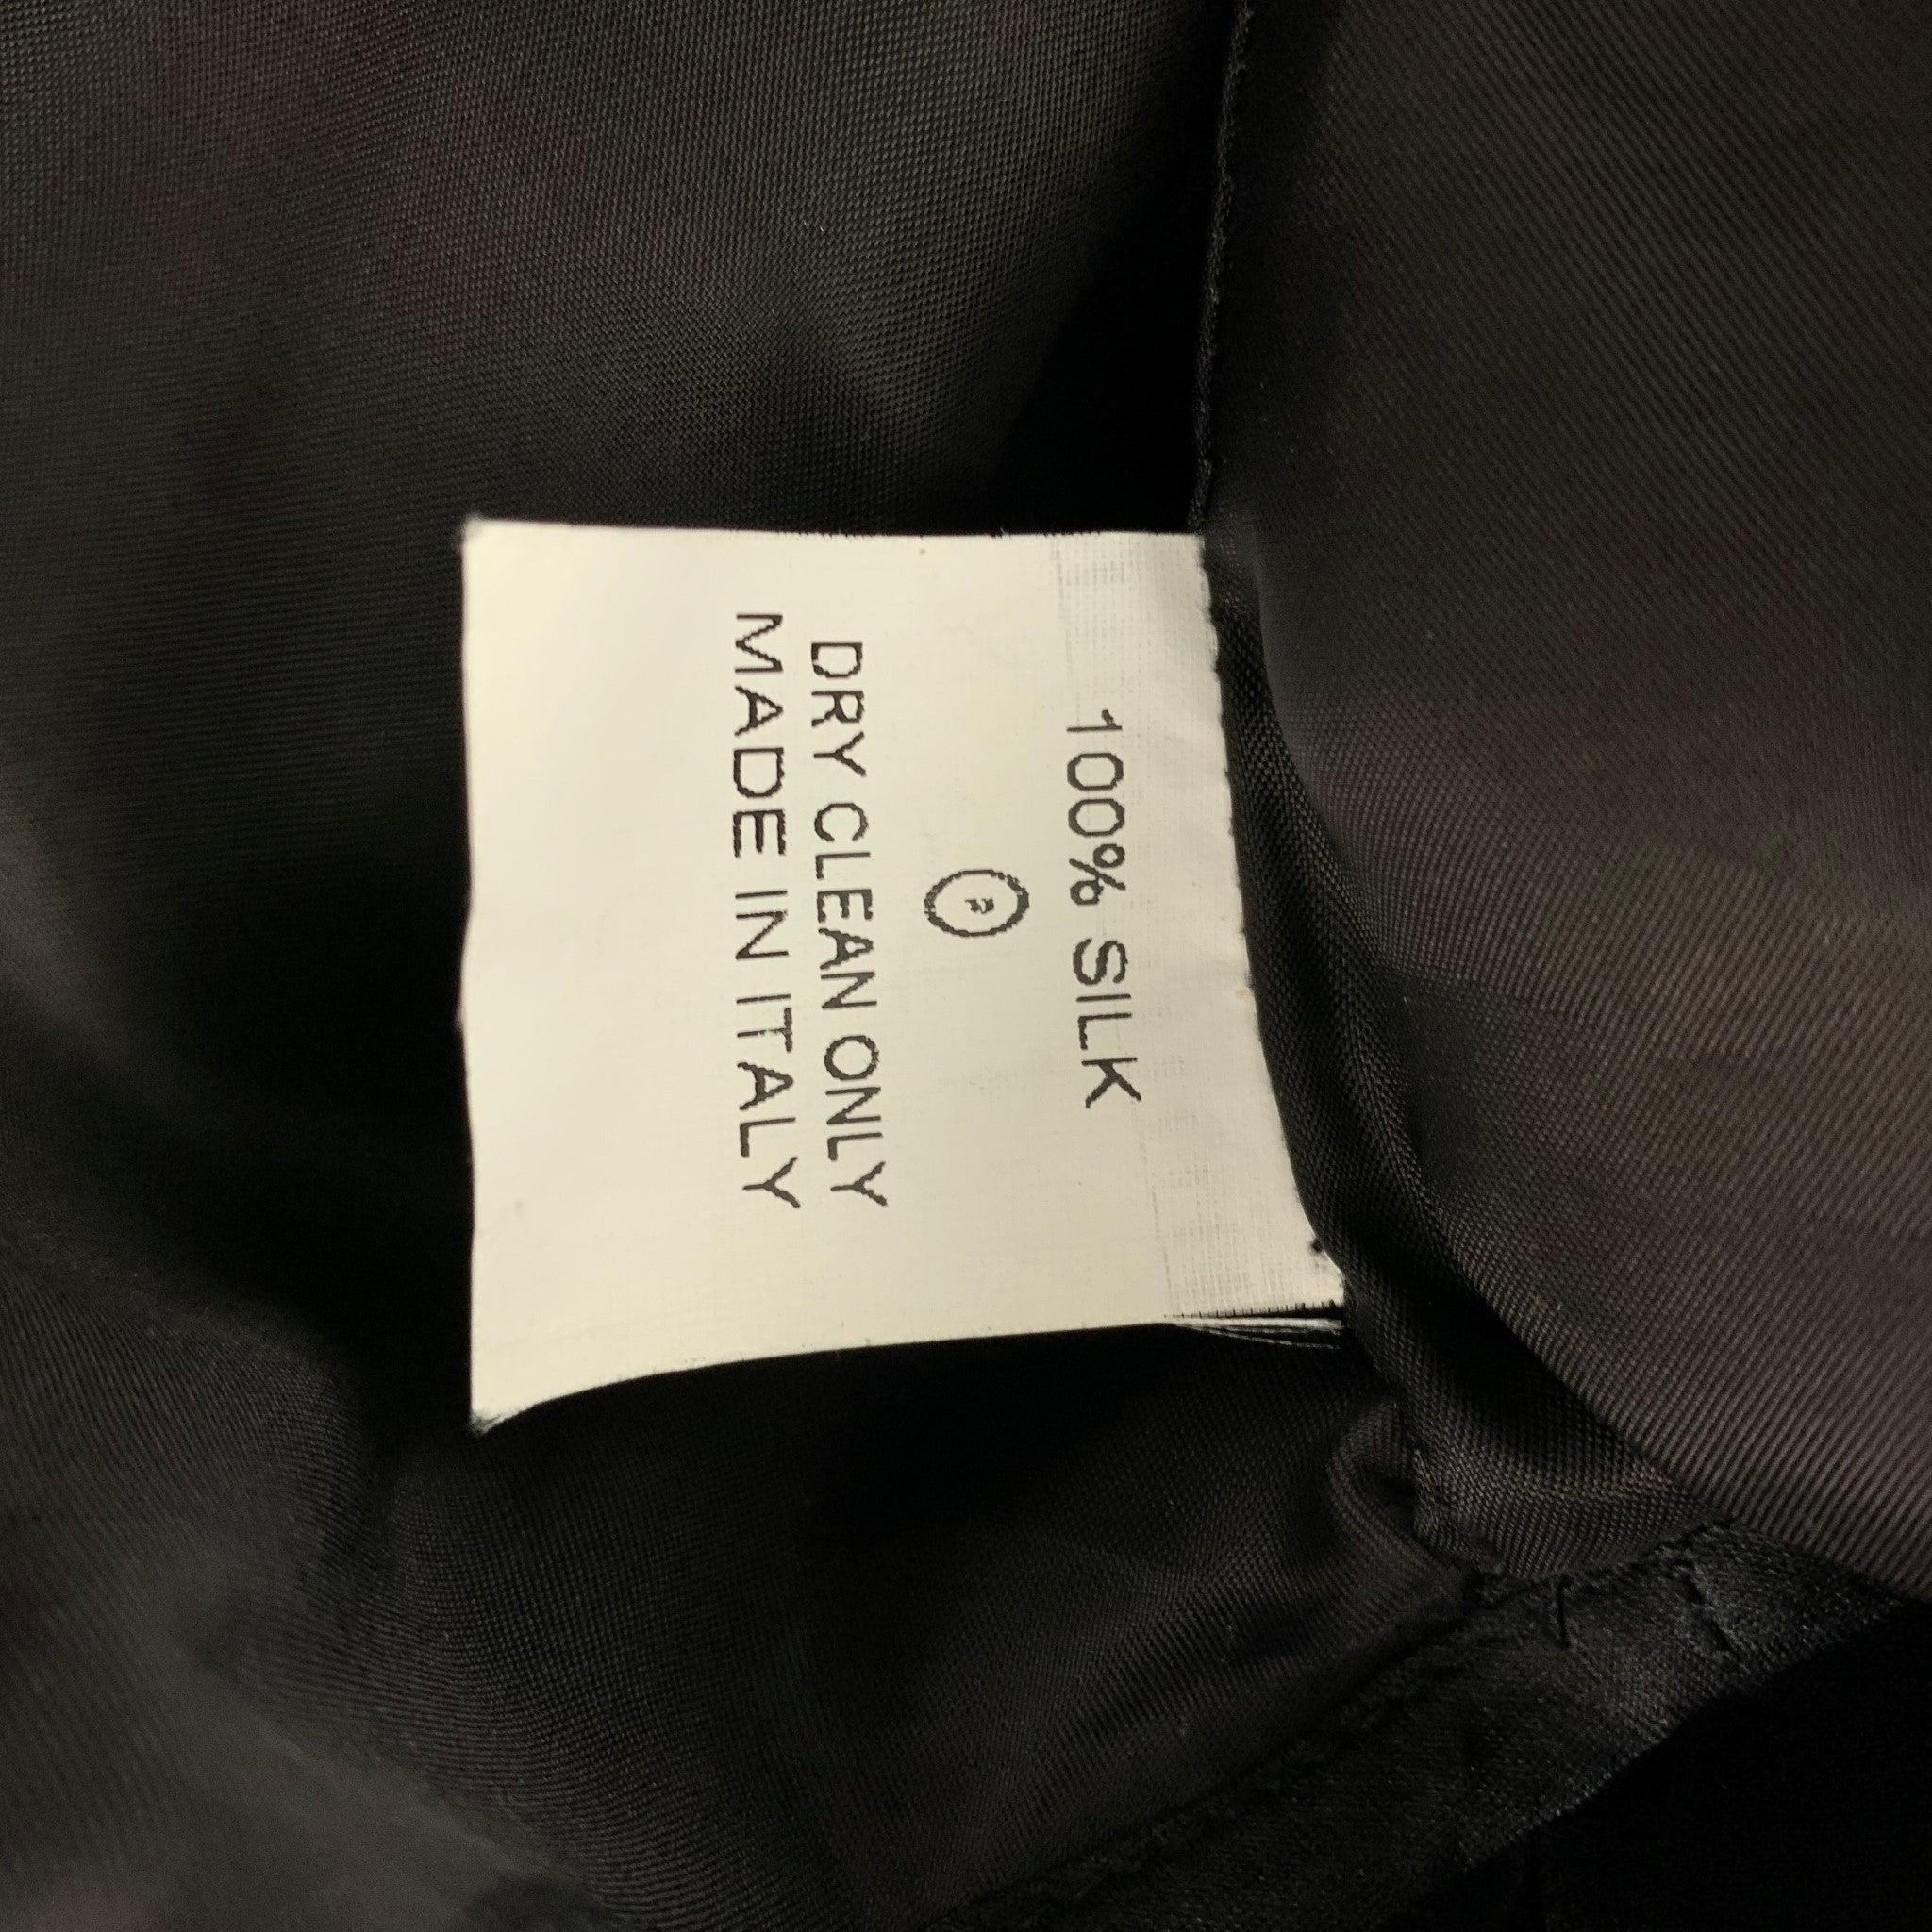 100% SILK
P
DRY CLEAN ONLY
MADE IN ITALY